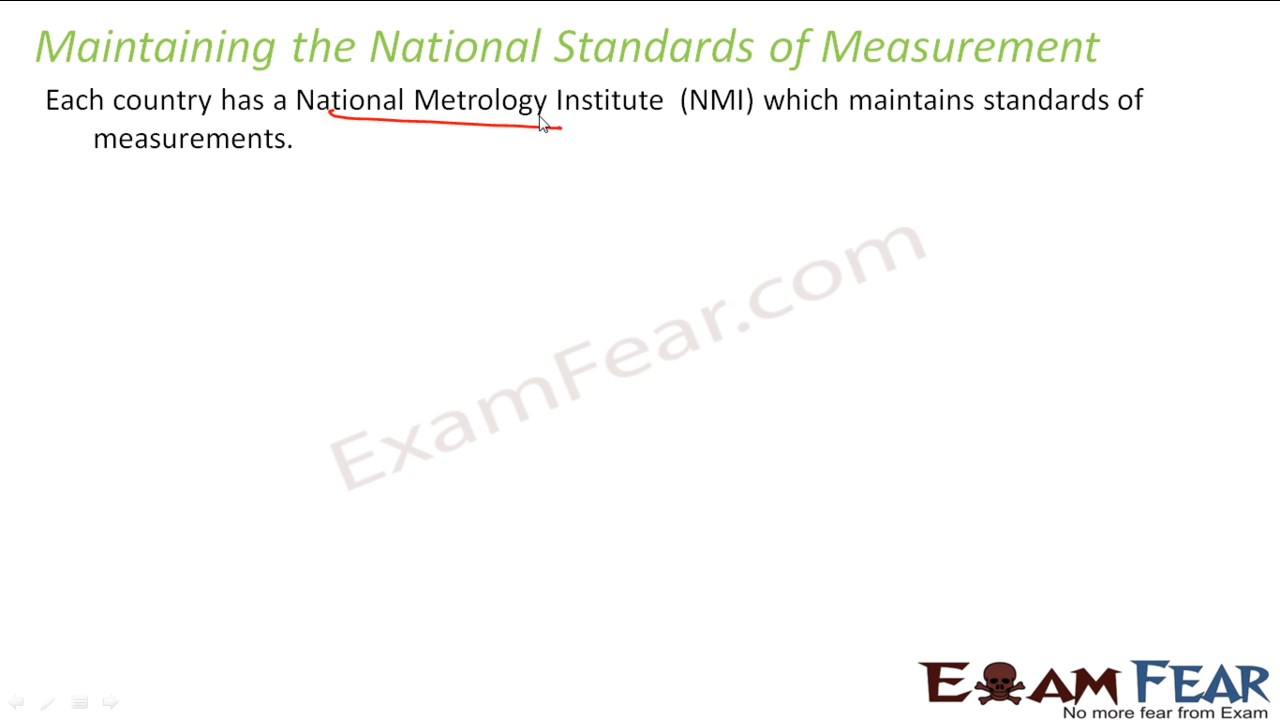 Maintaining the National Standards of Measurement
Each country has a National Metrology Institute (NMI) which maintains standards of
measurements.
ExamFear.com
EXAM FEAR
No more fear from Exam